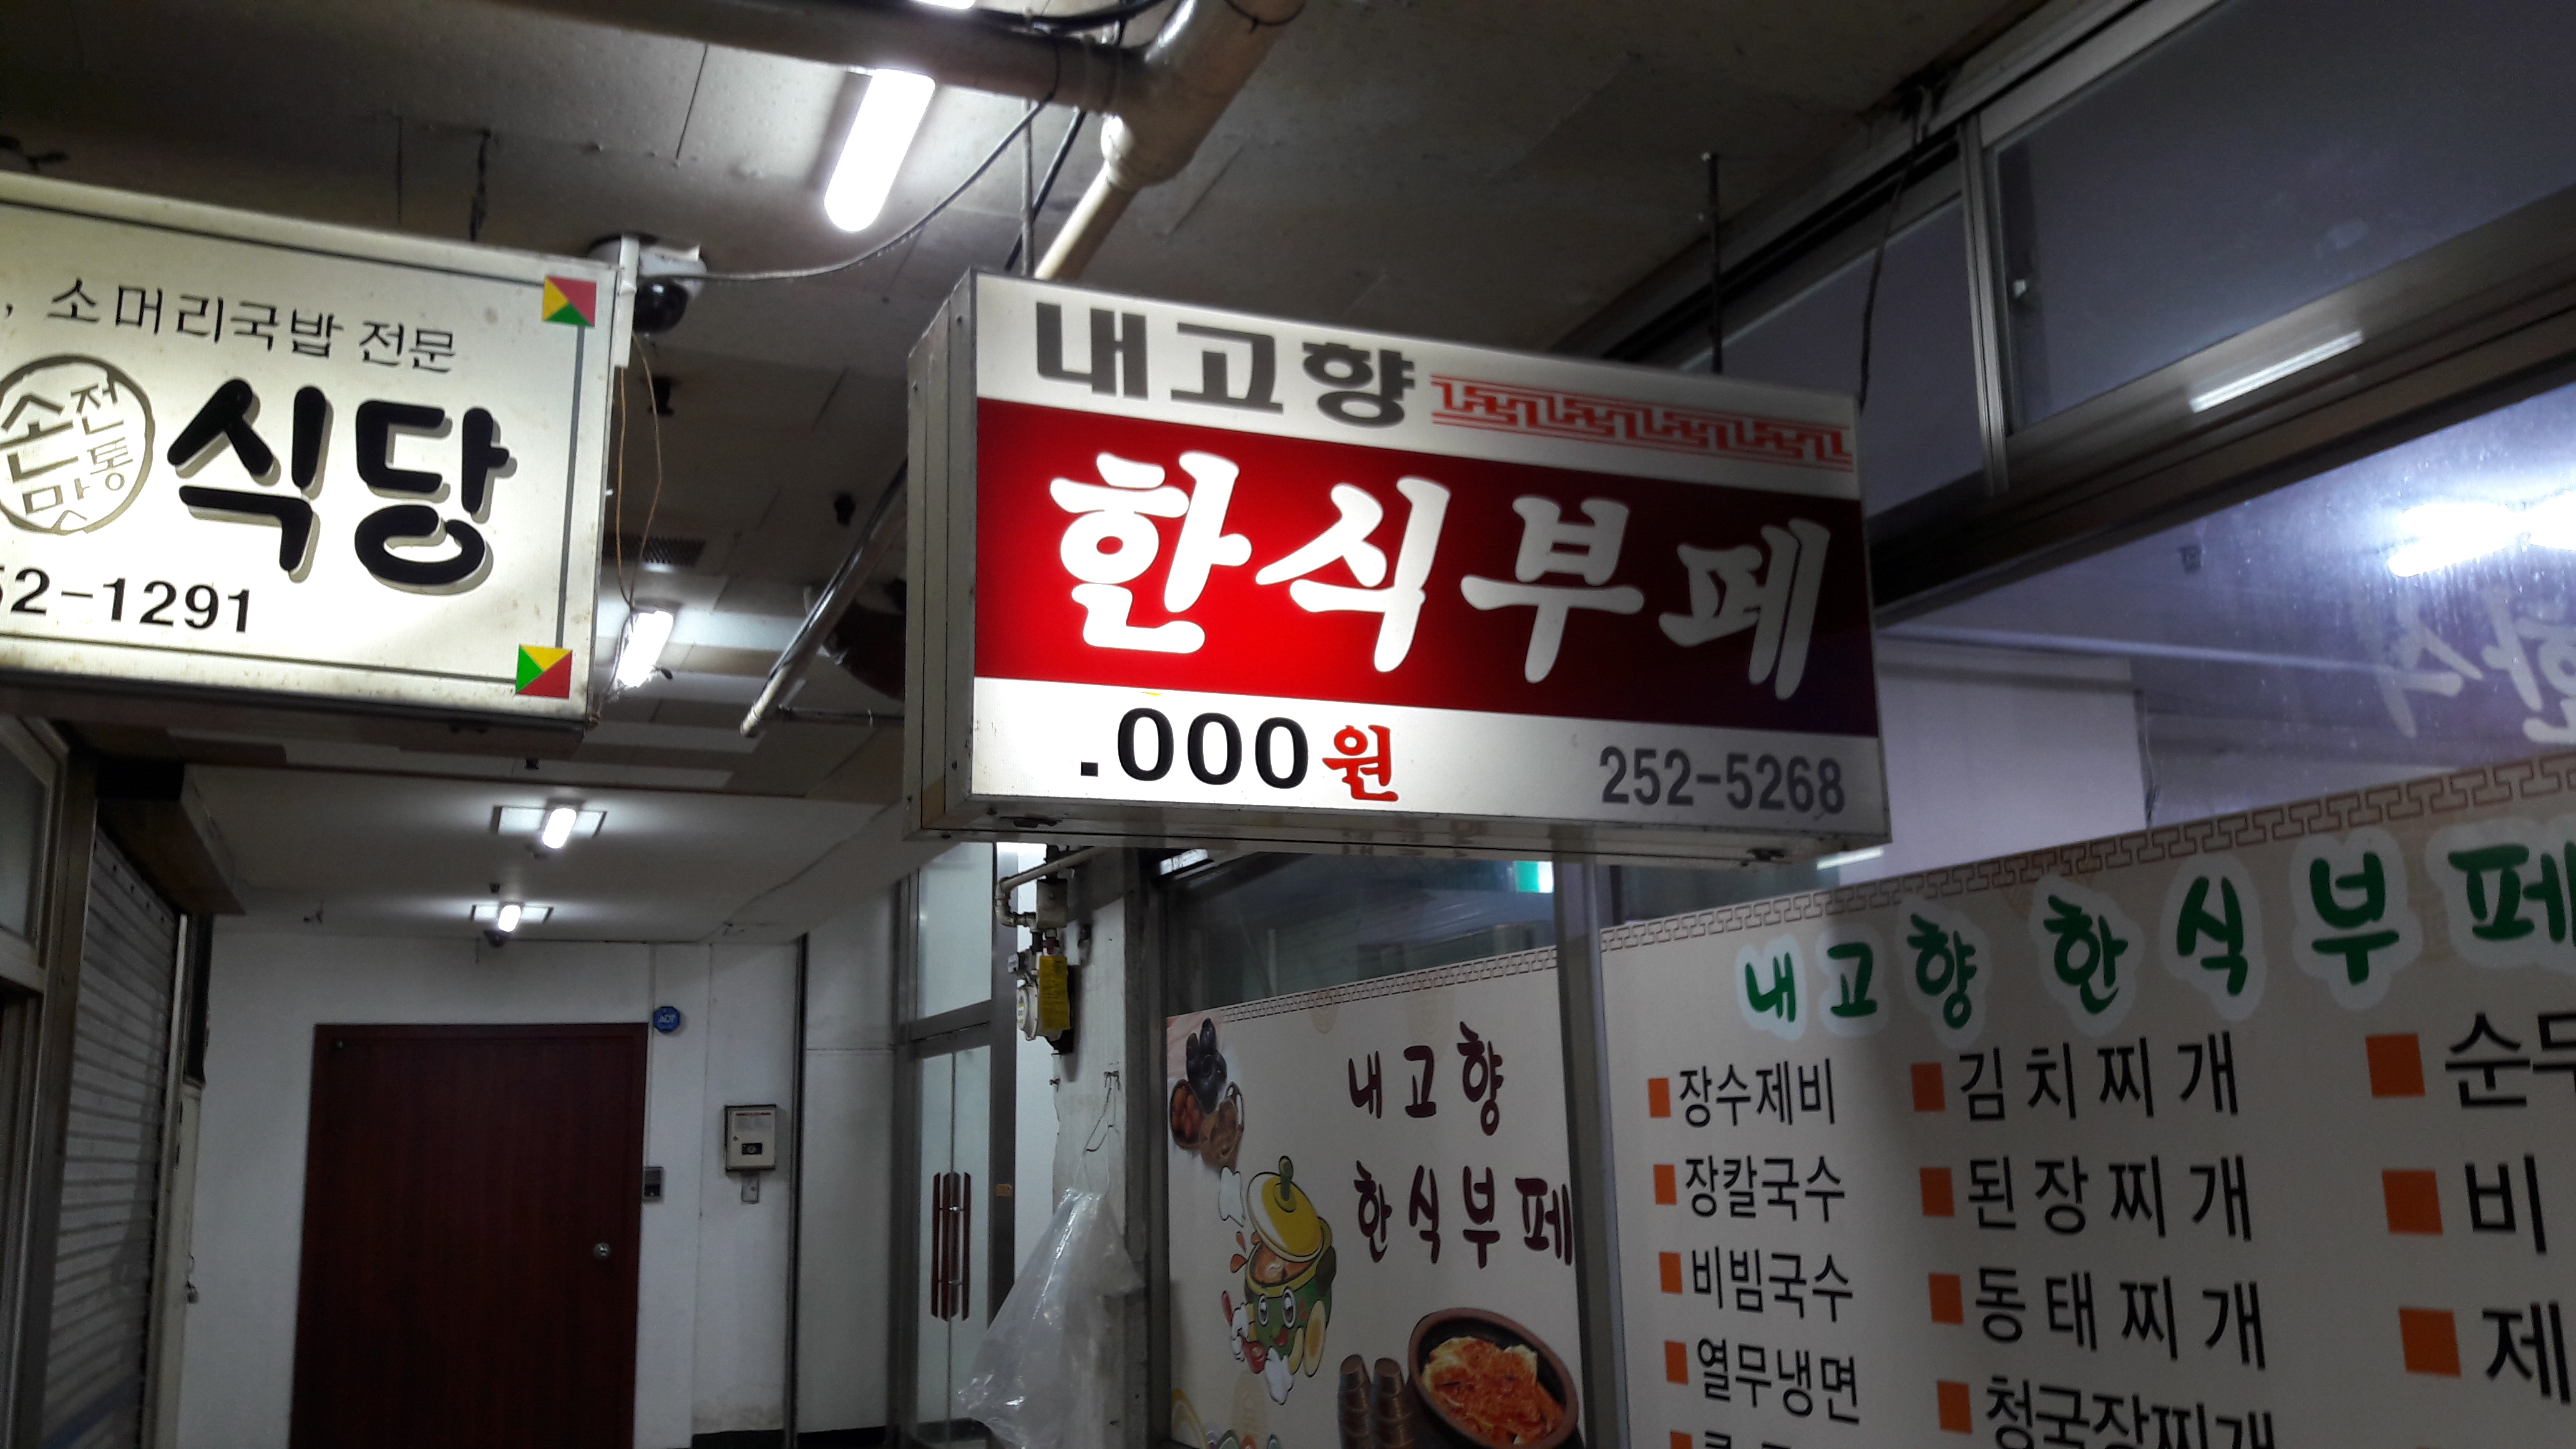 , 소머리국밥 전문
전통
손맛
식당
52-1291
내고향
한식부페
.000원
252-5268
내고향 한식부페
내고향
한식부페
장수제비
장칼국수
비빔국수
열무냉면
김치찌개
된장찌개
동태찌개
청국장찌개
순두
비
제
한식
ADT